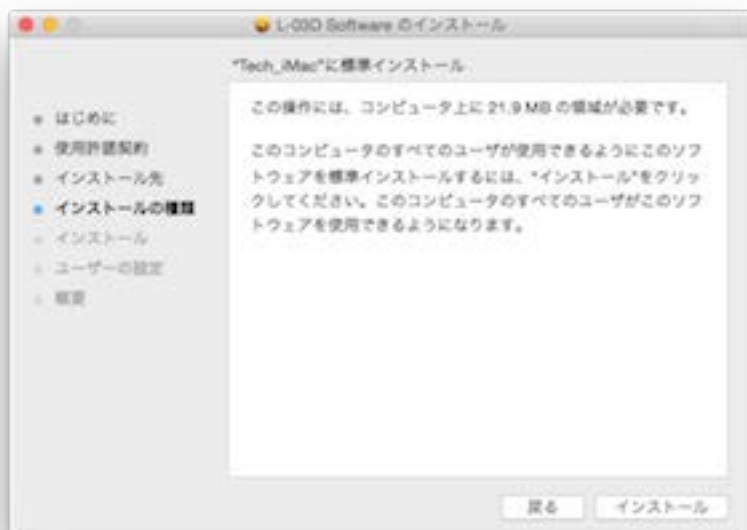 L-03D Software のインストール
"Tech_iMac"に標準インストール
はじめに
使用許諾契約
インストール先
インストールの種類
インストール
ユーザーの設定
概要
この操作には、コンピュータ上に 21.9 MB の領域が必要です。
このコンピュータのすべてのユーザが使用できるようにこのソフ
トウェアを標準インストールするには、"インストール"をクリッ
クしてください。このコンピュータのすべてのユーザがこのソフ
トウェアを使用できるようになります。
戻る
インストール